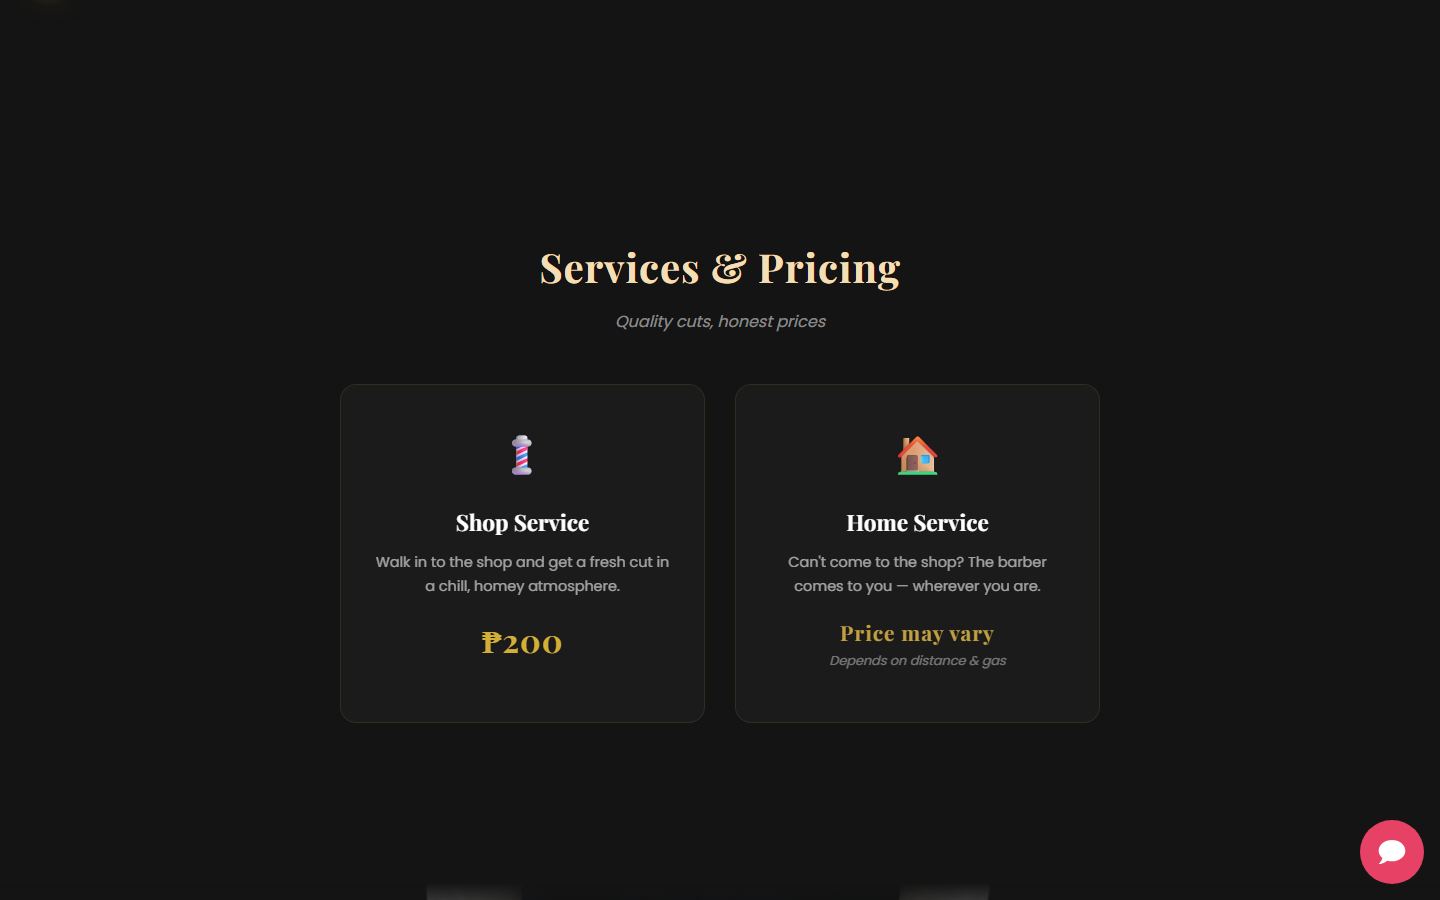 Services & Pricing
Quality cuts, honest prices
Shop Service
Walk in to the shop and get a fresh cut in
a chill, homey atmosphere.
₱200
Home Service
Can't come to the shop? The barber
comes to you — wherever you are.
Price may vary
Depends on distance & gas